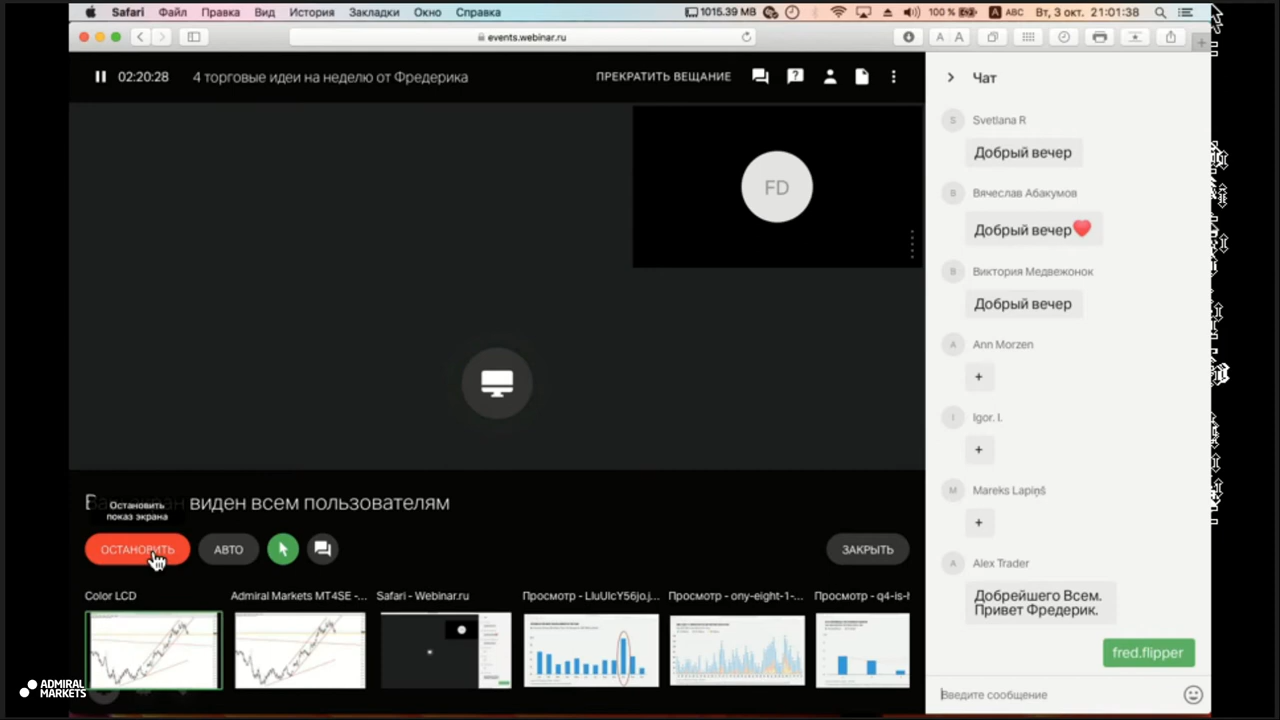 Safari Файл Правка Вид История Закладки Окно Справка 1015.39 MB 100 % A ABC Вт, 3 окт. 21:01:38
events.webinar.ru A A
02:20:28 4 торговые идеи на неделю от Фредерика ПРЕКРАТИТЬ ВЕЩАНИЕ
FD
виден всем пользователям
Остановить
показ экрана
ОСТАНОВИТЬ АВТО ЗАКРЫТЬ
Color LCD Admiral Markets MT4SE -... Safari - Webinar.ru Просмотр - LluUIcY56jo.j... Просмотр - ony-eight-1-... Просмотр - q4-is-
ADMIRAL
MARKETS
Чат
S Svetlana R
Добрый вечер
В Вячеслав Абакумов
Добрый вечер❤️
В Виктория Медвежонок
Добрый вечер
A Ann Morzen
+
I Igor. I.
+
M Mareks Lapiņš
+
A Alex Trader
Добрейшего Всем.
Привет Фредерик.
fred.flipper
Введите сообщение